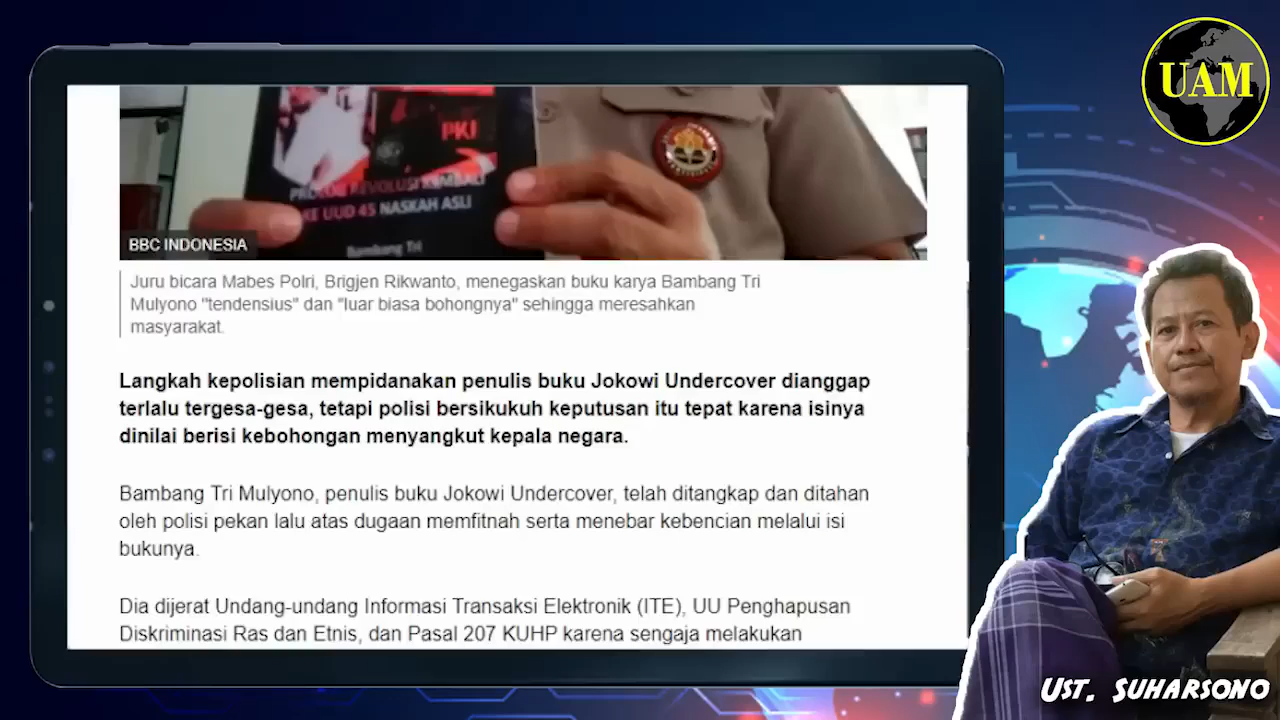 UAM
PKI
PROLOG REVOLUSI KEMBALI
KE UUD 45 NASKAH ASLI
Bambang Tri
BBC INDONESIA
Juru bicara Mabes Polri, Brigjen Rikwanto, menegaskan buku karya Bambang Tri
Mulyono "tendensius" dan "luar biasa bohongnya" sehingga meresahkan
masyarakat.
Langkah kepolisian mempidanakan penulis buku Jokowi Undercover dianggap
terlalu tergesa-gesa, tetapi polisi bersikukuh keputusan itu tepat karena isinya
dinilai berisi kebohongan menyangkut kepala negara.
Bambang Tri Mulyono, penulis buku Jokowi Undercover, telah ditangkap dan ditahan
oleh polisi pekan lalu atas dugaan memfitnah serta menebar kebencian melalui isi
bukunya.
Dia dijerat Undang-undang Informasi Transaksi Elektronik (ITE), UU Penghapusan
Diskriminasi Ras dan Etnis, dan Pasal 207 KUHP karena sengaja melakukan
UST. SUHARSONO